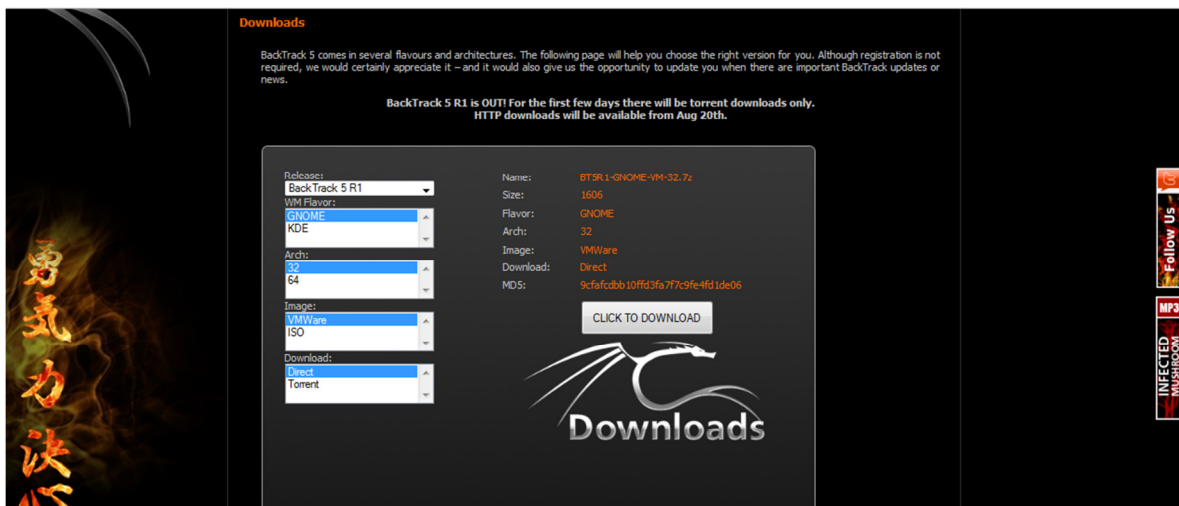 Downloads
BackTrack 5 comes in several flavours and architectures. The following page will help you choose the right version for you. Although registration is not
required, we would certainly appreciate it – and it would also give us the opportunity to update you when there are important BackTrack updates or
news.
BackTrack 5 R1 is OUT! For the first few days there will be torrent downloads only.
HTTP downloads will be available from Aug 20th.
Release:
BackTrack 5 R1
WM Flavor:
GNOME
KDE
Arch:
32
64
Image:
VMWare
ISO
Download:
Direct
Torrent
Name: BT5R1-GNOME-VM-32.7z
Size: 1606
Flavor: GNOME
Arch: 32
Image: VMWare
Download: Direct
MD5: 9cfafcdbb10ffd3fa7f7c9fe4fd1de06
CLICK TO DOWNLOAD
Downloads
勇
気
力
決
Follow Us
MP3
INFECTED
MUSHROOM